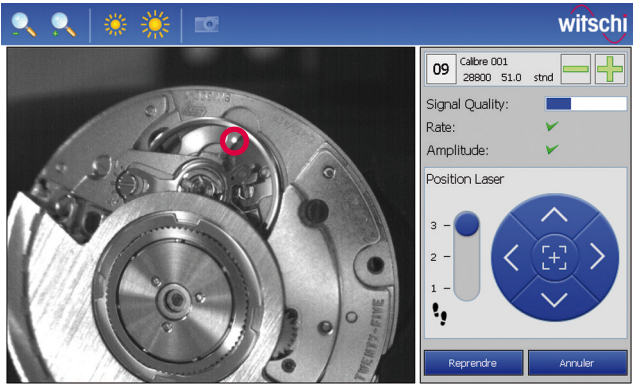 witschi
09
Calibre 001
28800 51.0 stnd
Signal Quality:
Rate:
Amplitude:
Position Laser
3
2
1
Reprendre
Annuler
TWENTY-FIVE